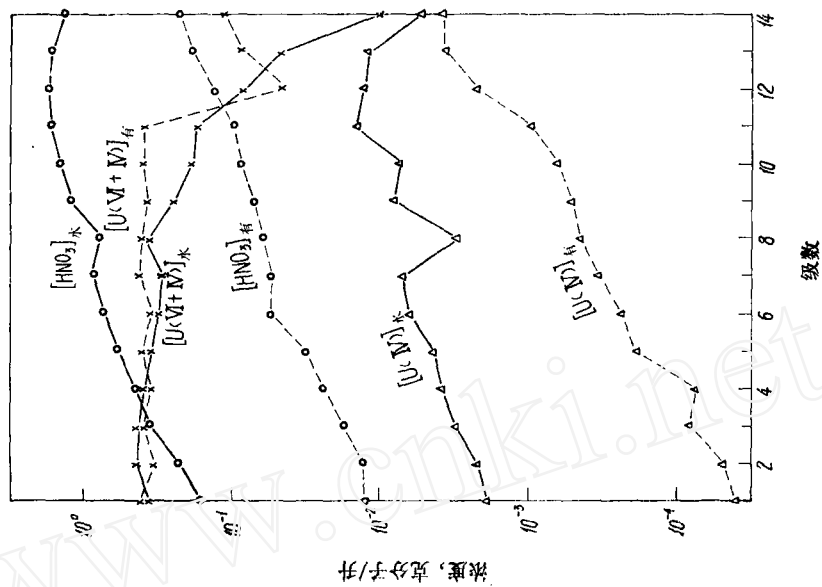 [HNO₃]水
[U(Ⅵ+Ⅳ)]有
[U(Ⅵ+Ⅳ)]水
[HNO₃]有
[U(Ⅳ)]水
[U(Ⅳ)]有
10⁰
10⁻¹
10⁻²
10⁻³
10⁻⁴
2
4
6
8
10
12
14
级数
浓度,克分子/升
www.cnki.net